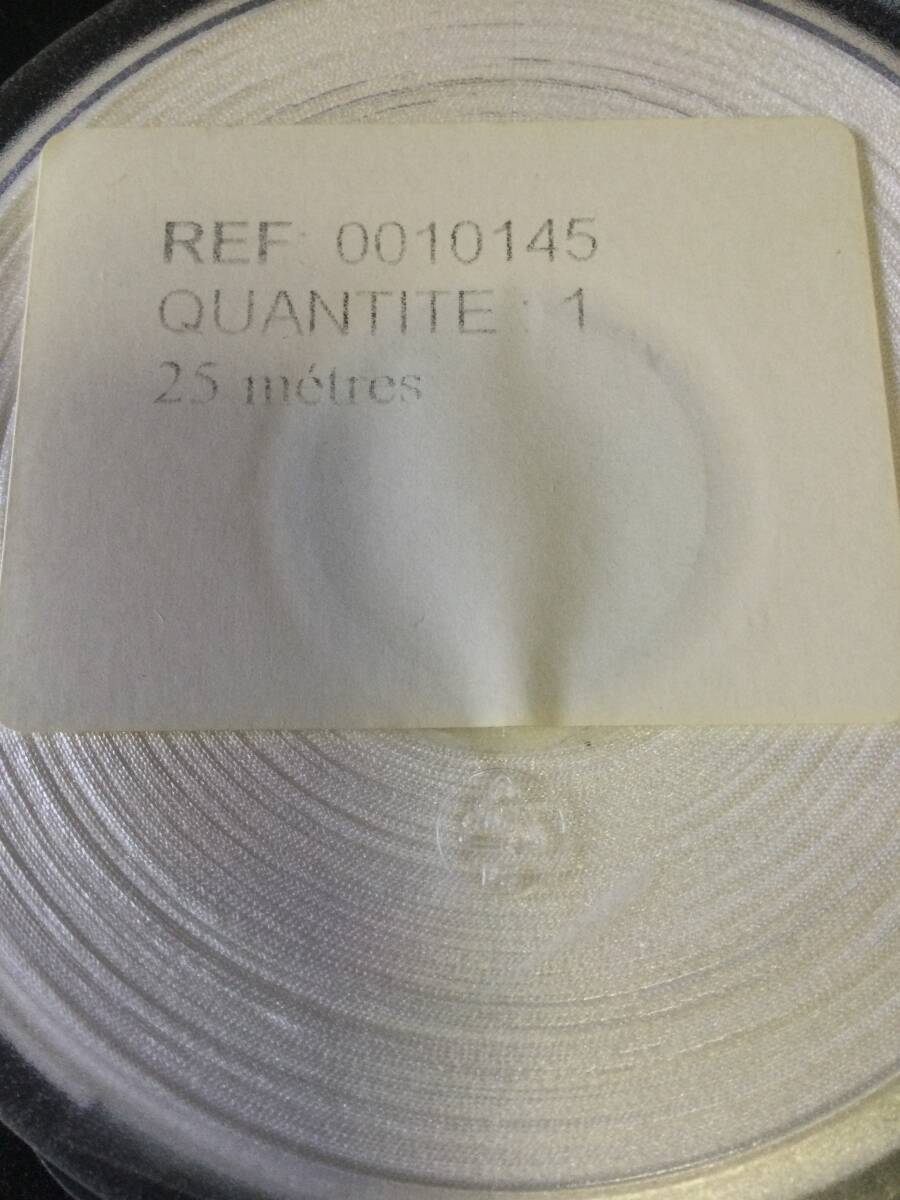 REF: 0010145
QUANTITE : 1
25 métres